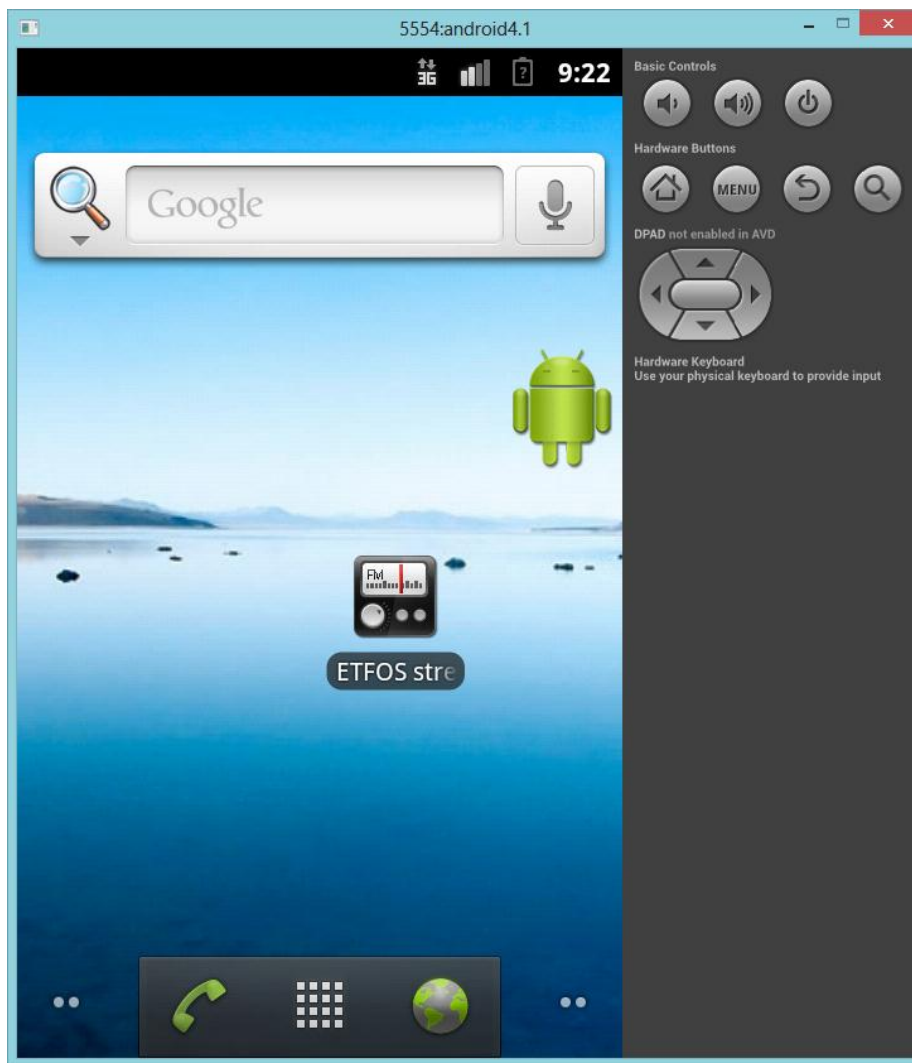 5554:android4.1
3G
9:22
Google
FM
ETFOS stre
Basic Controls
Hardware Buttons
MENU
DPAD not enabled in AVD
Hardware Keyboard
Use your physical keyboard to provide input